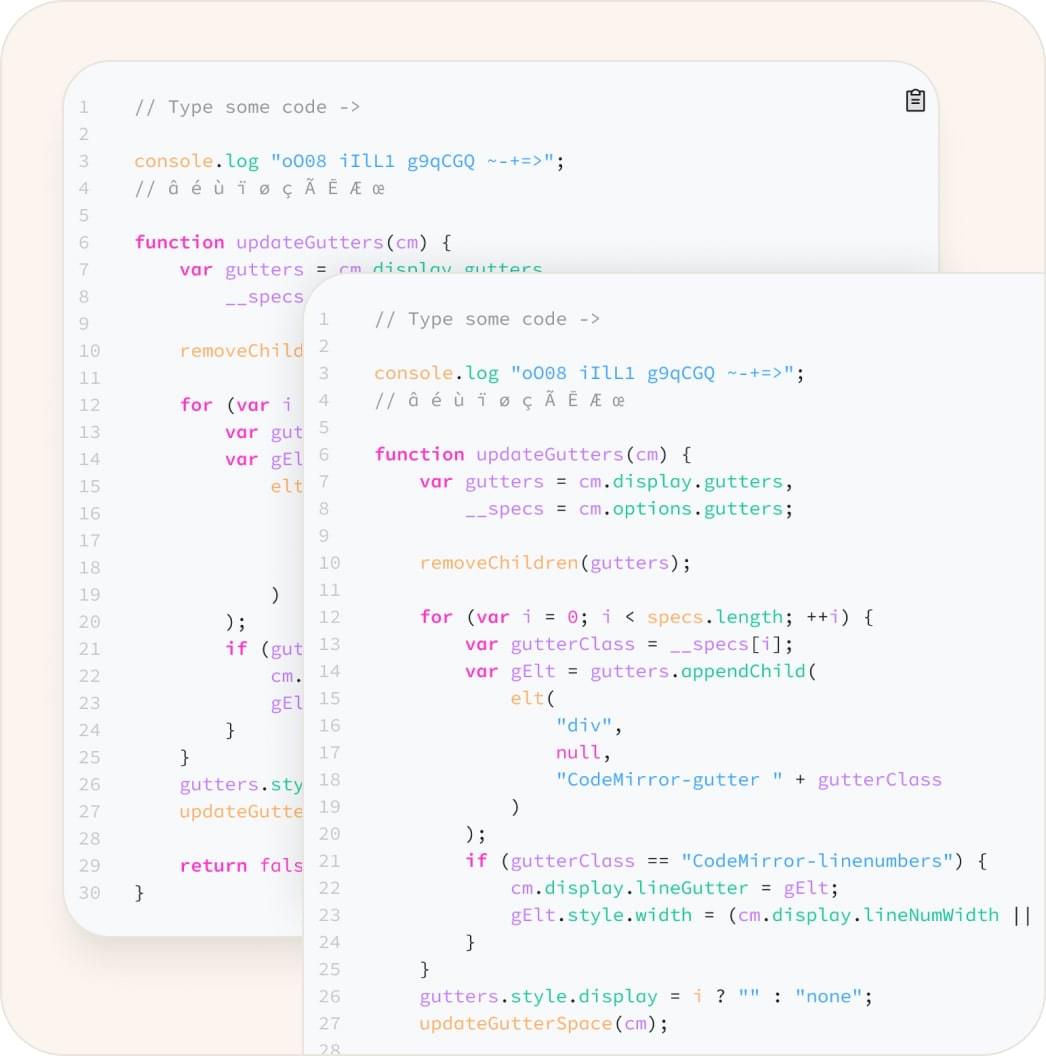 1 // Type some code ->
2
3 console.log "oO08 iIlL1 g9qCGQ ~-+=>";
4 // â é ù ï ø ç Ã Ē Æ œ
5
6 function updateGutters(cm) {
7 var gutters = cm.display.gutters
8 __specs
9
10 removeChild
11
12 for (var i
13 var gut
14 var gEl
15 elt
16
17
18
19 )
20 );
21 if (gut
22 cm.
23 gEl
24 }
25 }
26 gutters.sty
27 updateGutte
28
29 return fals
30 }
1 // Type some code ->
2
3 console.log "oO08 iIlL1 g9qCGQ ~-+=>";
4 // â é ù ï ø ç Ã Ē Æ œ
5
6 function updateGutters(cm) {
7 var gutters = cm.display.gutters,
8 __specs = cm.options.gutters;
9
10 removeChildren(gutters);
11
12 for (var i = 0; i < specs.length; ++i) {
13 var gutterClass = __specs[i];
14 var gElt = gutters.appendChild(
15 elt(
16 "div",
17 null,
18 "CodeMirror-gutter " + gutterClass
19 )
20 );
21 if (gutterClass == "CodeMirror-linenumbers") {
22 cm.display.lineGutter = gElt;
23 gElt.style.width = (cm.display.lineNumWidth ||
24 }
25 }
26 gutters.style.display = i ? "" : "none";
27 updateGutterSpace(cm);
28